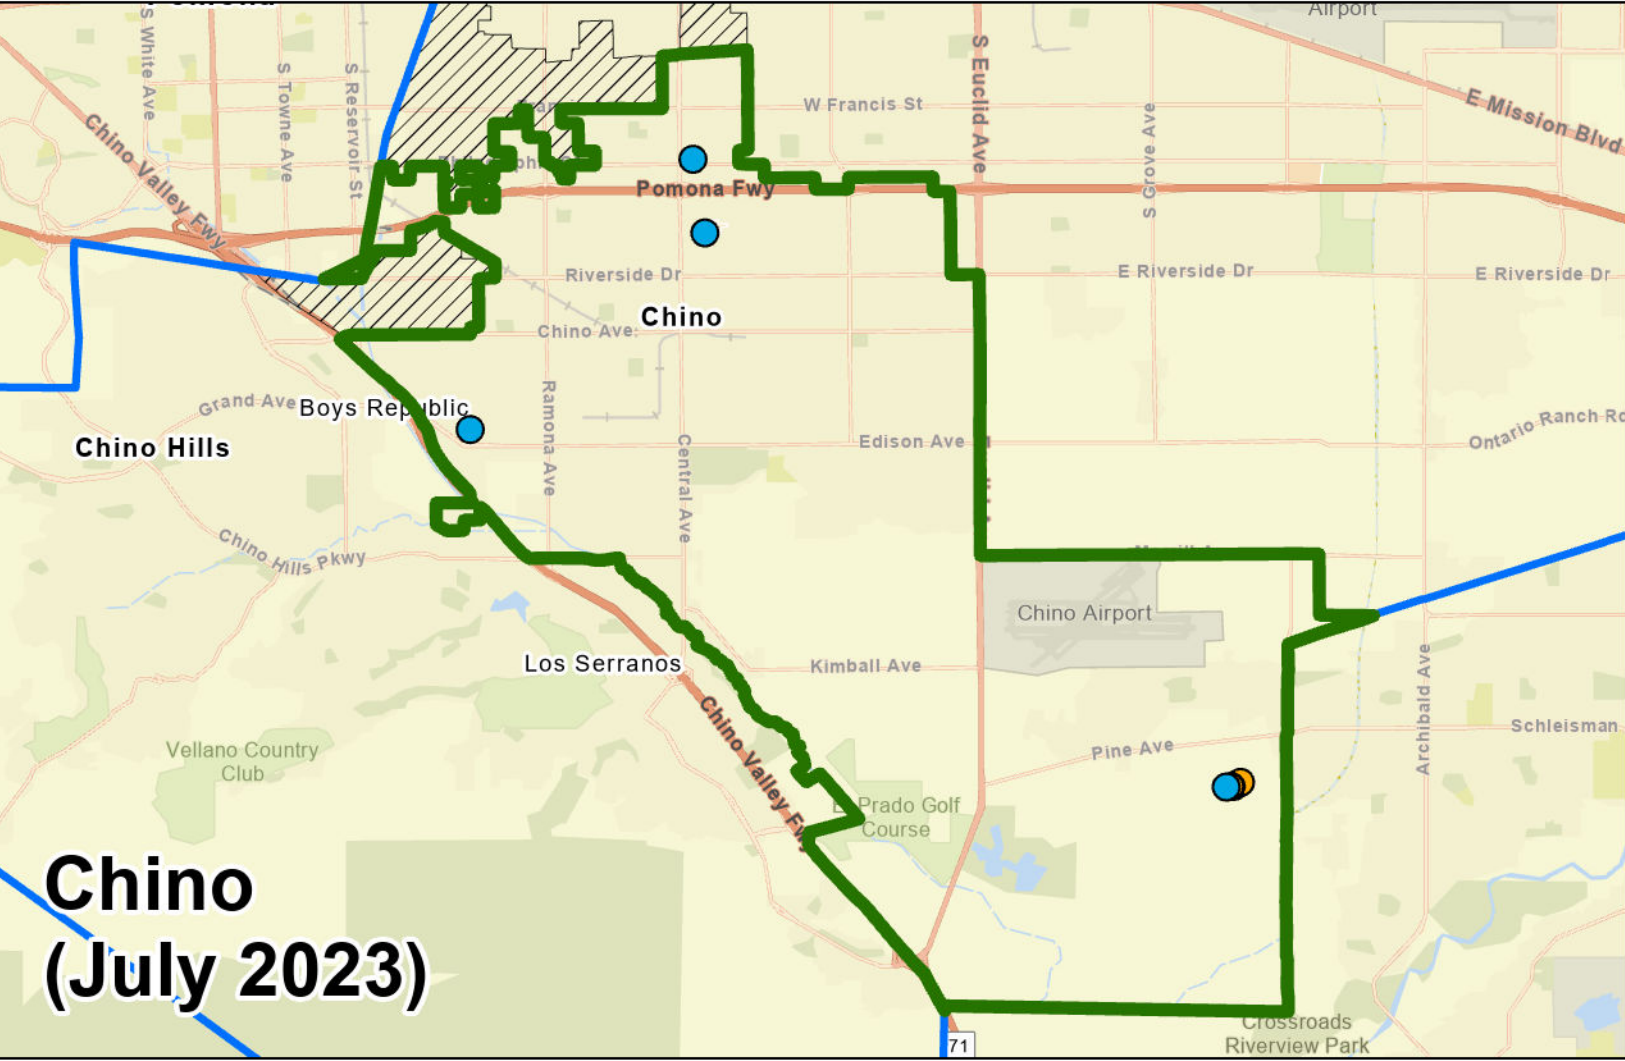 Airport
S White Ave
S Towne Ave
S Reservoir St
Chino Valley Fwy
W Francis St
S Euclid Ave
S Grove Ave
E Mission Blvd
Pomona Fwy
Riverside Dr
E Riverside Dr
E Riverside Dr
Chino
Chino Ave
Grand Ave
Boys Republic
Ramona Ave
Central Ave
Edison Ave
Ontario Ranch
Chino Hills
Chino Hills Pkwy
Chino Airport
Los Serranos
Kimball Ave
Chino Valley Fwy
Archibald Ave
Pine Ave
Schleisman
Vellano Country
Club
El Prado Golf
Course
Chino
(July 2023)
Crossroads
Riverview Park
71